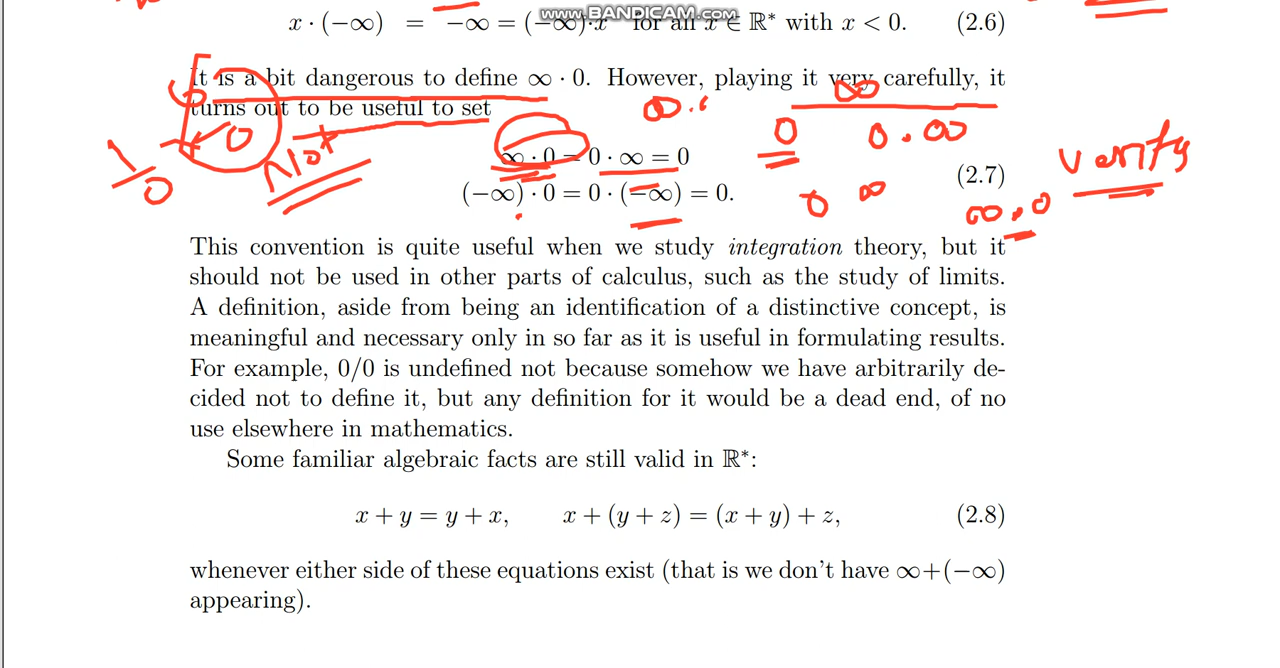 www.BANDICAM.com
x · (−∞) = −∞ = (−∞)·x for all x ∈ ℝ* with x < 0. (2.6)
It is a bit dangerous to define ∞ · 0. However, playing it very carefully, it
∞
turns out to be useful to set
∞ ·
0
0 . ∞
1/0
0
Not
∞ · 0 = 0 · ∞ = 0
verify
(2.7)
(−∞) · 0 = 0 · (−∞) = 0.
0 ∞
∞ . 0
This convention is quite useful when we study integration theory, but it
should not be used in other parts of calculus, such as the study of limits.
A definition, aside from being an identification of a distinctive concept, is
meaningful and necessary only in so far as it is useful in formulating results.
For example, 0/0 is undefined not because somehow we have arbitrarily de-
cided not to define it, but any definition for it would be a dead end, of no
use elsewhere in mathematics.
Some familiar algebraic facts are still valid in ℝ*:
x + y = y + x, x + (y + z) = (x + y) + z, (2.8)
whenever either side of these equations exist (that is we don't have ∞+(−∞)
appearing).